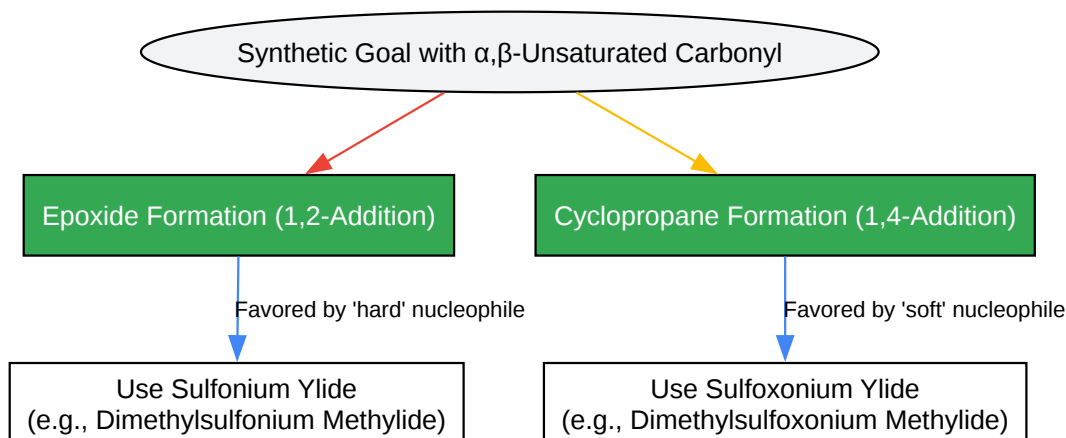 Synthetic Goal with α,β-Unsaturated Carbonyl
Epoxide Formation (1,2-Addition)
Cyclopropane Formation (1,4-Addition)
Favored by 'hard' nucleophile
Favored by 'soft' nucleophile
Use Sulfonium Ylide
(e.g., Dimethylsulfonium Methylide)
Use Sulfoxonium Ylide
(e.g., Dimethylsulfoxonium Methylide)